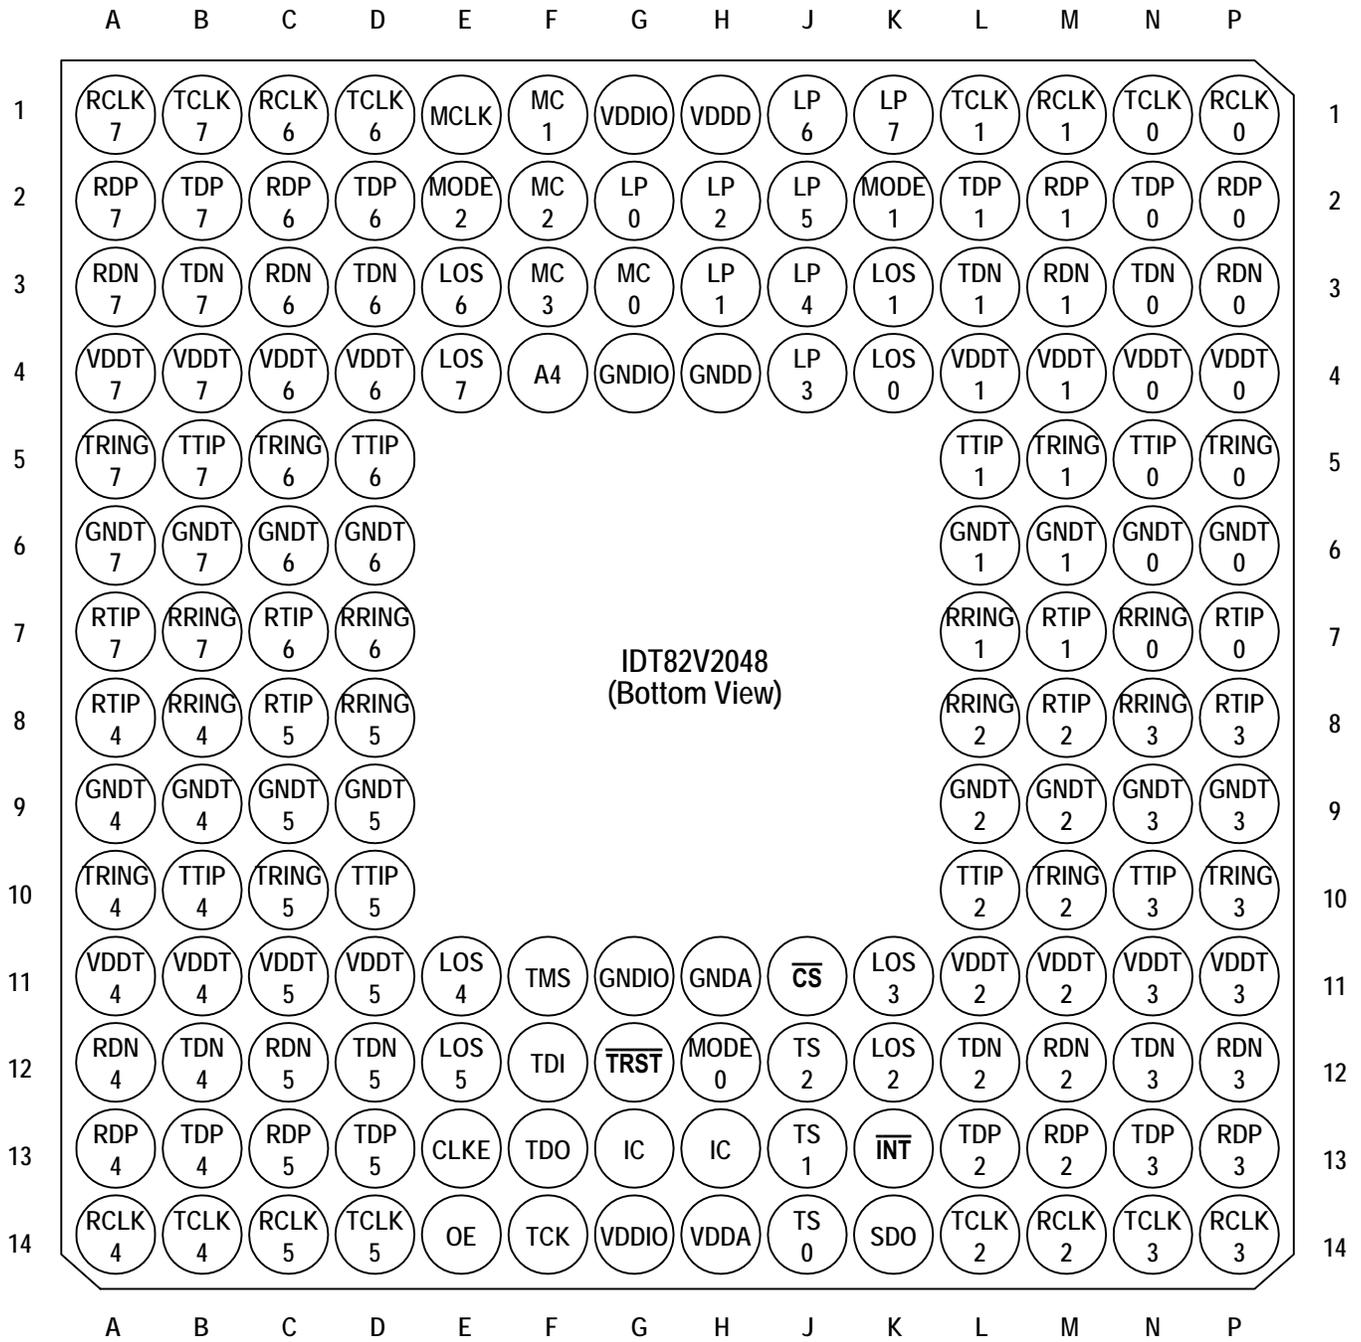 A B C D E F G H J K L M N P
1 RCLK TCLK RCLK TCLK MCLK MC VDDIO VDDD LP LP TCLK RCLK TCLK RCLK 1
7 7 6 6 1 6 7 1 1 0 0
2 RDP TDP RDP TDP MODE MC LP LP LP MODE TDP RDP TDP RDP 2
7 7 6 6 2 2 0 2 5 1 1 1 0 0
3 RDN TDN RDN TDN LOS MC MC LP LP LOS TDN RDN TDN RDN 3
7 7 6 6 6 3 0 1 4 1 1 1 0 0
4 VDDT VDDT VDDT VDDT LOS A4 GNDIO GNDD LP LOS VDDT VDDT VDDT VDDT 4
7 7 6 6 7 3 0 1 1 0 0
5 TRING TTIP TRING TTIP TTIP TRING TTIP TRING 5
7 7 6 6 1 1 0 0
6 GNDT GNDT GNDT GNDT GNDT GNDT GNDT GNDT 6
7 7 6 6 1 1 0 0
7 RTIP RRING RTIP RRING RRING RTIP RRING RTIP 7
7 7 6 6 1 1 0 0
IDT82V2048
(Bottom View)
8 RTIP RRING RTIP RRING RRING RTIP RRING RTIP 8
4 4 5 5 2 2 3 3
9 GNDT GNDT GNDT GNDT GNDT GNDT GNDT GNDT 9
4 4 5 5 2 2 3 3
10 TRING TTIP TRING TTIP TTIP TRING TTIP TRING 10
4 4 5 5 2 2 3 3
11 VDDT VDDT VDDT VDDT LOS TMS GNDIO GNDA CS LOS VDDT VDDT VDDT VDDT 11
4 4 5 5 4 3 2 2 3 3
12 RDN TDN RDN TDN LOS TDI TRST MODE TS LOS TDN RDN TDN RDN 12
4 4 5 5 5 0 2 2 2 2 3 3
13 RDP TDP RDP TDP CLKE TDO IC IC TS INT TDP RDP TDP RDP 13
4 4 5 5 1 2 2 3 3
14 RCLK TCLK RCLK TCLK OE TCK VDDIO VDDA TS SDO TCLK RCLK TCLK RCLK 14
4 4 5 5 0 2 2 3 3
A B C D E F G H J K L M N P